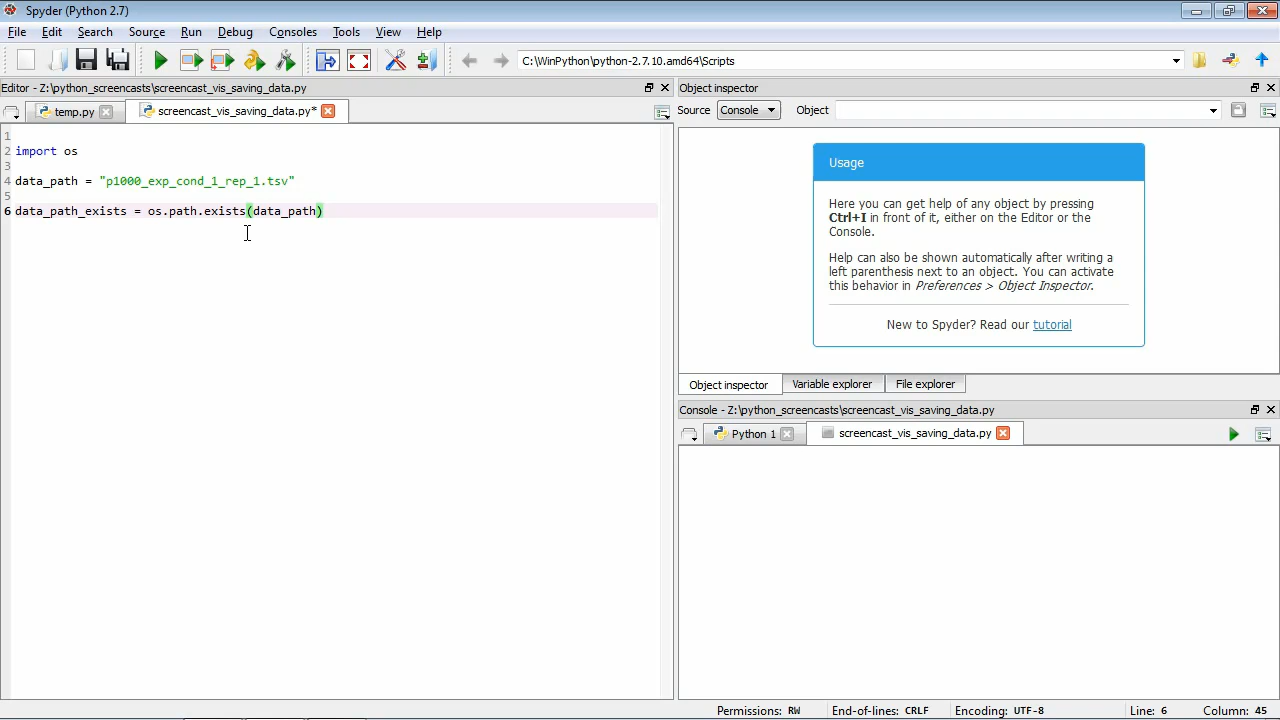 Spyder (Python 2.7)
File Edit Search Source Run Debug Consoles Tools View Help
C:\WinPython\python-2.7.10.amd64\Scripts
Editor - Z:\python_screencasts\screencast_vis_saving_data.py
temp.py screencast_vis_saving_data.py*
1
2 import os
3
4 data_path = "p1000_exp_cond_1_rep_1.tsv"
5
6 data_path_exists = os.path.exists(data_path)
Object inspector
Source Console Object
Usage
Here you can get help of any object by pressing
Ctrl+I in front of it, either on the Editor or the
Console.
Help can also be shown automatically after writing a
left parenthesis next to an object. You can activate
this behavior in Preferences > Object Inspector.
New to Spyder? Read our tutorial
Object inspector Variable explorer File explorer
Console - Z:\python_screencasts\screencast_vis_saving_data.py
Python 1 screencast_vis_saving_data.py
Permissions: RW End-of-lines: CRLF Encoding: UTF-8 Line: 6 Column: 45